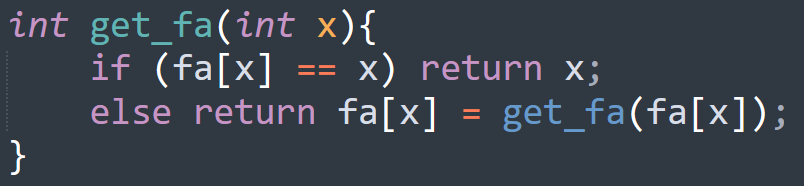 int get_fa(int x){
    if (fa[x] == x) return x;
    else return fa[x] = get_fa(fa[x]);
}